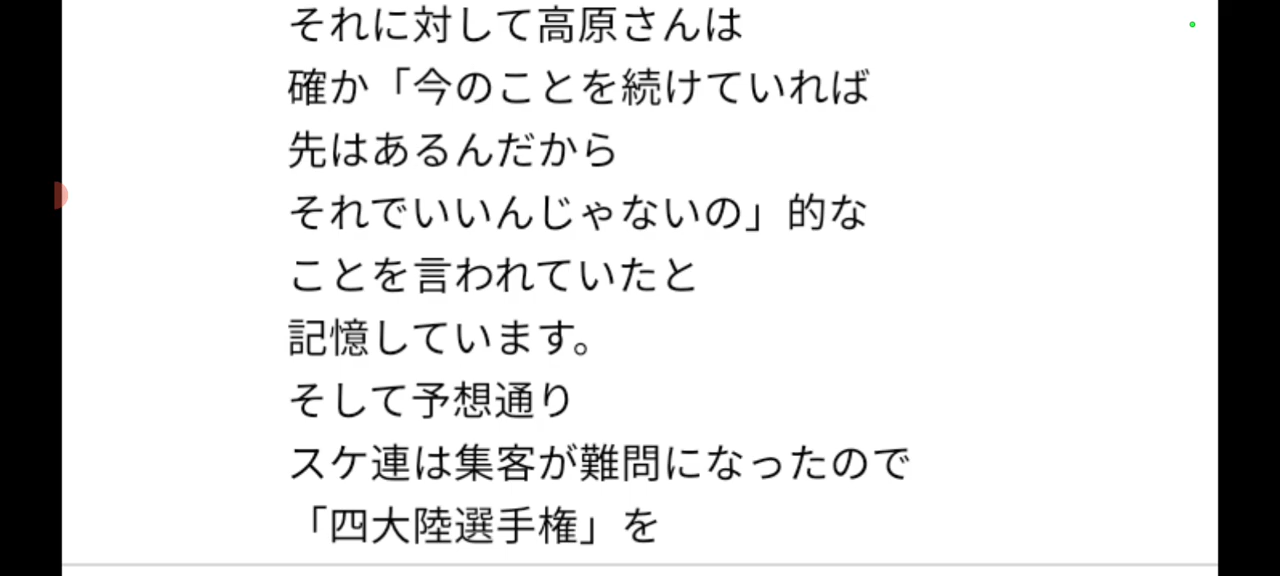 それに対して高原さんは
確か「今のことを続けていれば
先はあるんだから
それでいいんじゃないの」的な
ことを言われていたと
記憶しています。
そして予想通り
スケ連は集客が難問になったので
「四大陸選手権」を